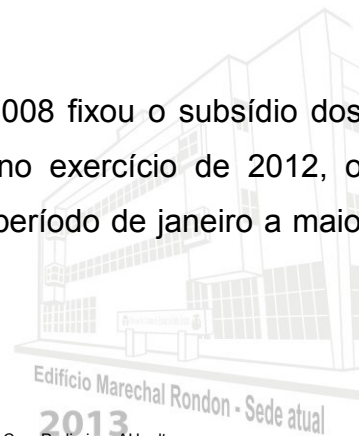 008 fixou o subsídio dos
no exercício de 2012, o
período de janeiro a maio
Edifício Marechal Rondon - Sede atual
2013